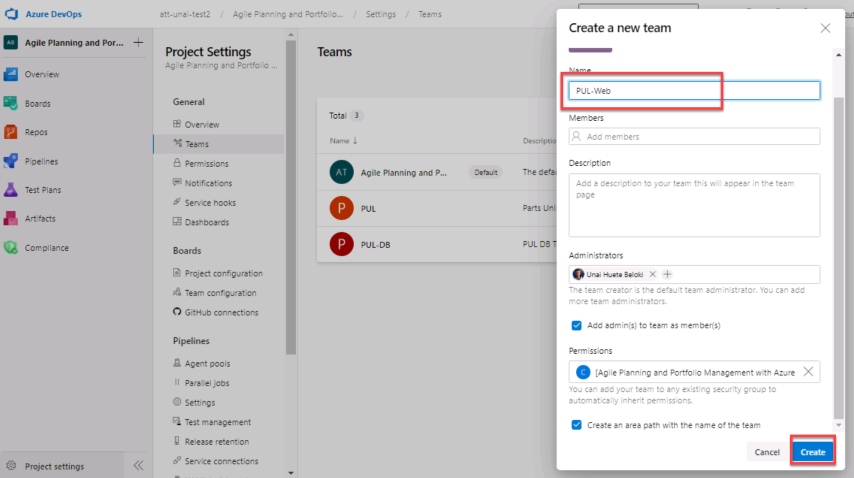 Azure DevOps
att-unai-test2 / Agile Planning and Portfolio... / Settings / Teams
AB Agile Planning and Por...
Overview
Boards
Repos
Pipelines
Test Plans
Artifacts
Compliance
Project settings
Project Settings
Agile Planning and Portfolio ...
General
Overview
Teams
Permissions
Notifications
Service hooks
Dashboards
Boards
Project configuration
Team configuration
GitHub connections
Pipelines
Agent pools
Parallel jobs
Settings
Test management
Release retention
Service connections
Teams
Total 3
Name Descriptio
AT Agile Planning and P... Default The defa
P PUL Parts Uni
P PUL-DB PUL DB T
Create a new team
Name
PUL-Web
Members
Add members
Description
Add a description to your team this will appear in the team
page
Administrators
Unai Huete Beloki
The team creator is the default team administrator. You can add
more team administrators.
Add admin(s) to team as member(s)
Permissions
C [Agile Planning and Portfolio Management with Azure
You can add your team to any existing security group to
automatically inherit permissions.
Create an area path with the name of the team
Cancel Create